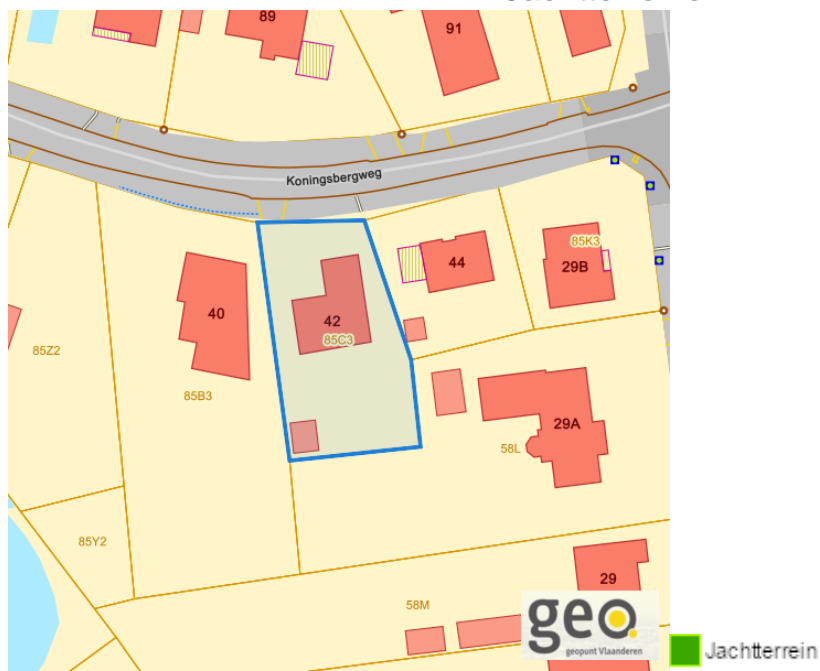 89
91
Koningsbergweg
85K3
44
29B
40
42
85C3
85Z2
85B3
29A
58L
85Y2
29
58M
geo.
geopunt Vlaanderen
Jachtterrein